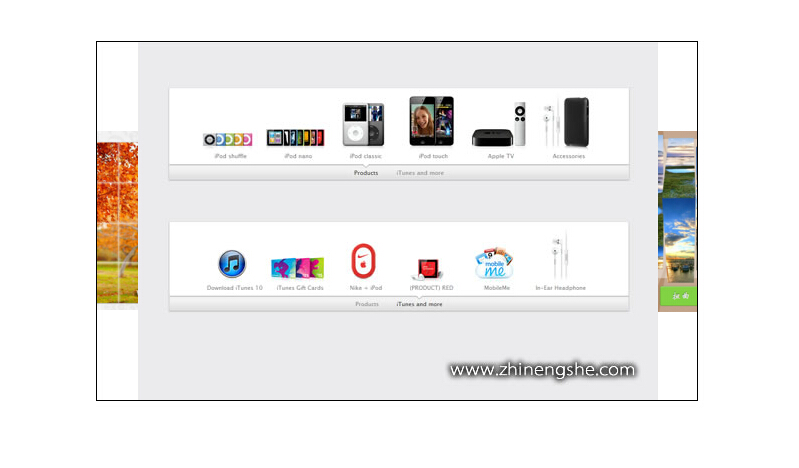 iPod shuffle iPod nano iPod classic iPod touch Apple TV Accessories
Products iTunes and more
Download iTunes 10 iTunes Gift Cards Nike + iPod (PRODUCT) RED MobileMe In-Ear Headphone
Products iTunes and more
www.zhinengshe.com